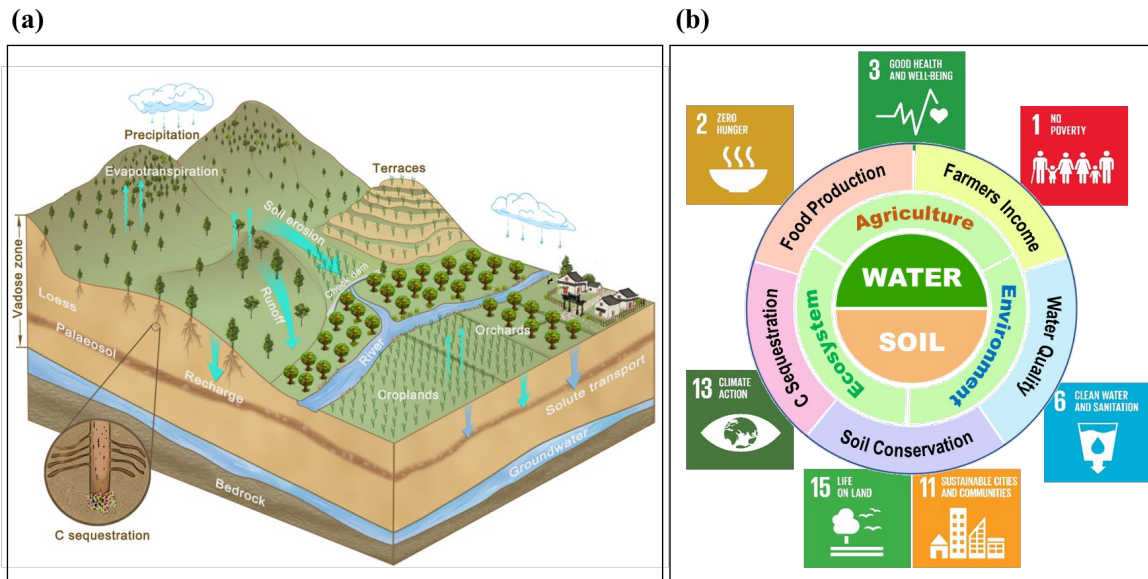 (a)
Precipitation
Evapotranspiration
Terraces
Soil erosion
Check dam
Runoff
Vadose zone
Loess
Palaeosol
Recharge
River
Orchards
Croplands
Solute transport
Groundwater
Bedrock
C sequestration
(b)
3 GOOD HEALTH
AND WELL-BEING
2 ZERO
HUNGER
1 NO
POVERTY
Food Production
Farmers Income
Agriculture
WATER
SOIL
Ecosystem
Environment
C Sequestration
Water Quality
Soil Conservation
13 CLIMATE
ACTION
6 CLEAN WATER
AND SANITATION
15 LIFE
ON LAND
11 SUSTAINABLE CITIES
AND COMMUNITIES